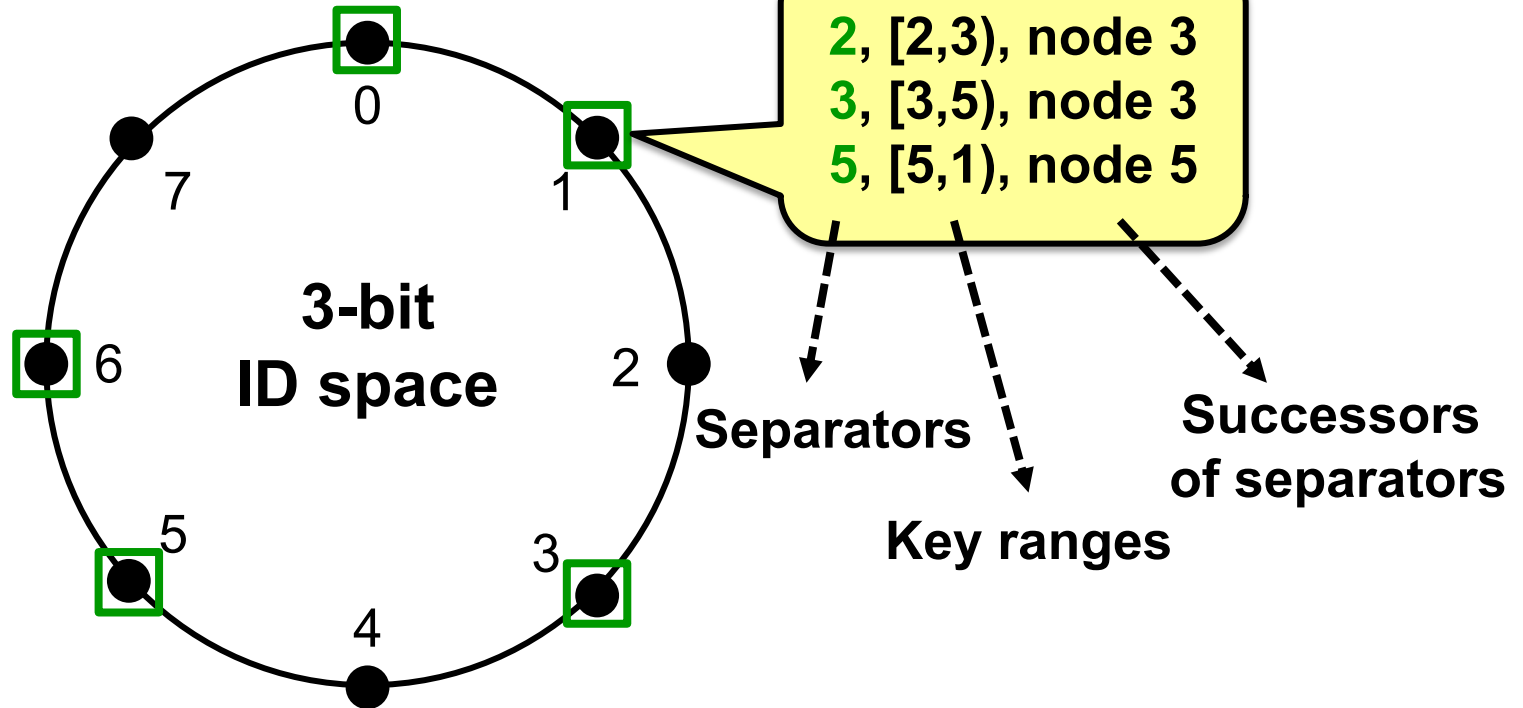 2, [2,3), node 3
3, [3,5), node 3
5, [5,1), node 5
0
1
7
3-bit
ID space
6
2
Separators
Successors
of separators
Key ranges
5
3
4